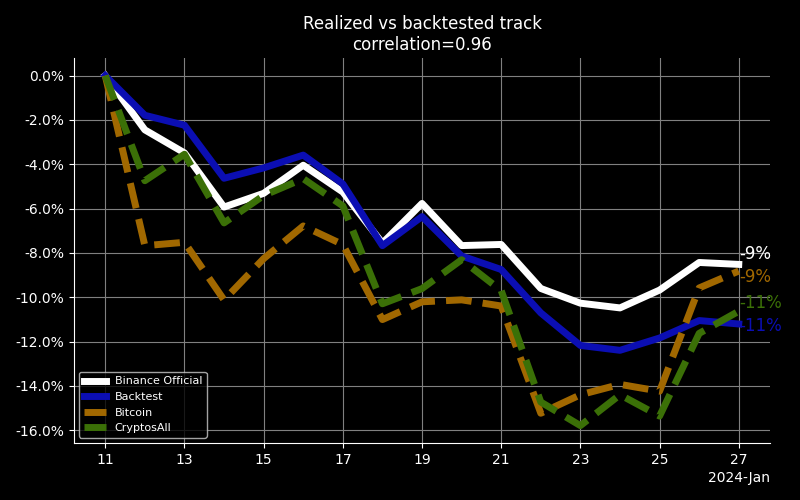 Realized vs backtested track
correlation=0.96
0.0%
-2.0%
-4.0%
-6.0%
-8.0%
-10.0%
-12.0%
-14.0%
-16.0%
-9%
-9%
-11%
-11%
Binance Official
Backtest
Bitcoin
CryptosAll
11 13 15 17 19 21 23 25 27
2024-Jan